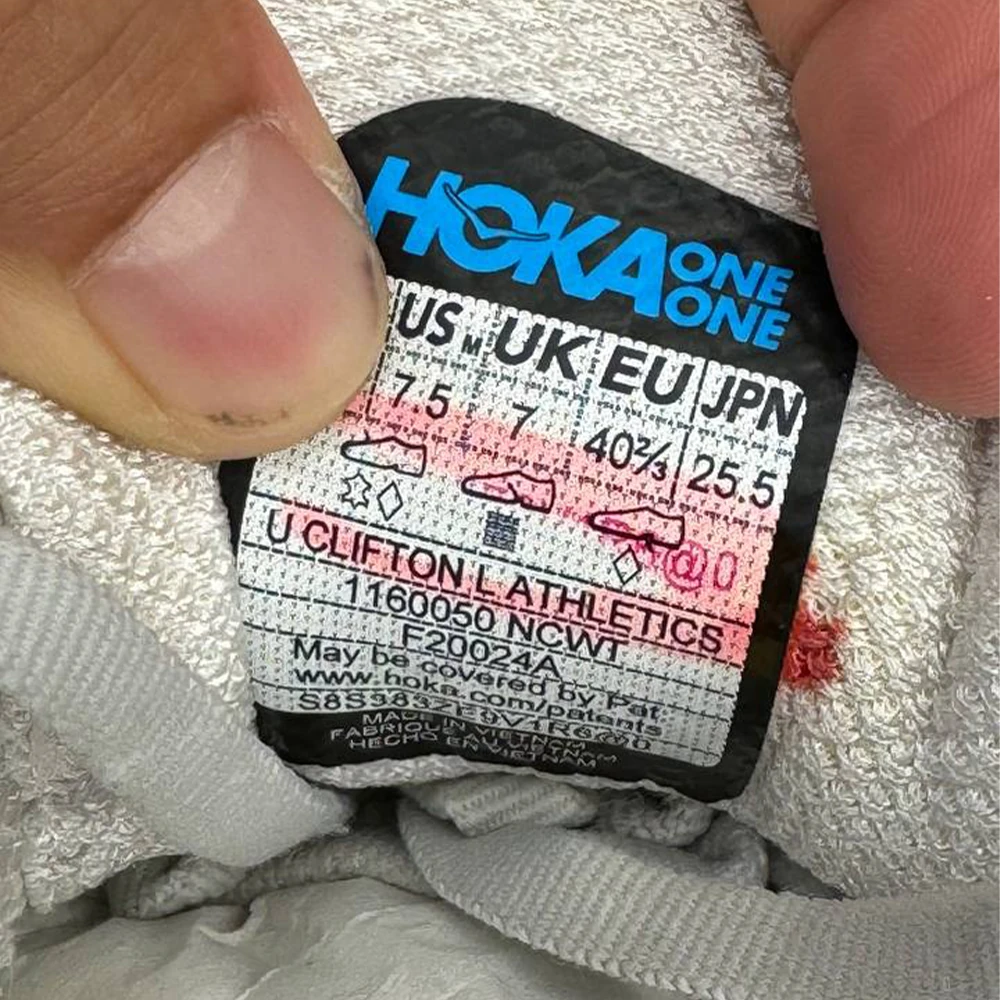 HOKA ONE ONE
US M UK EU JPN
7.5 7 40⅔ 25.5
@0
U CLIFTON L ATHLETICS
1160050 NCWT
F20024A
May be covered by Pat.
www.hoka.com/patents
MADE IN VIETNAM
HECHO EN VIETNAM